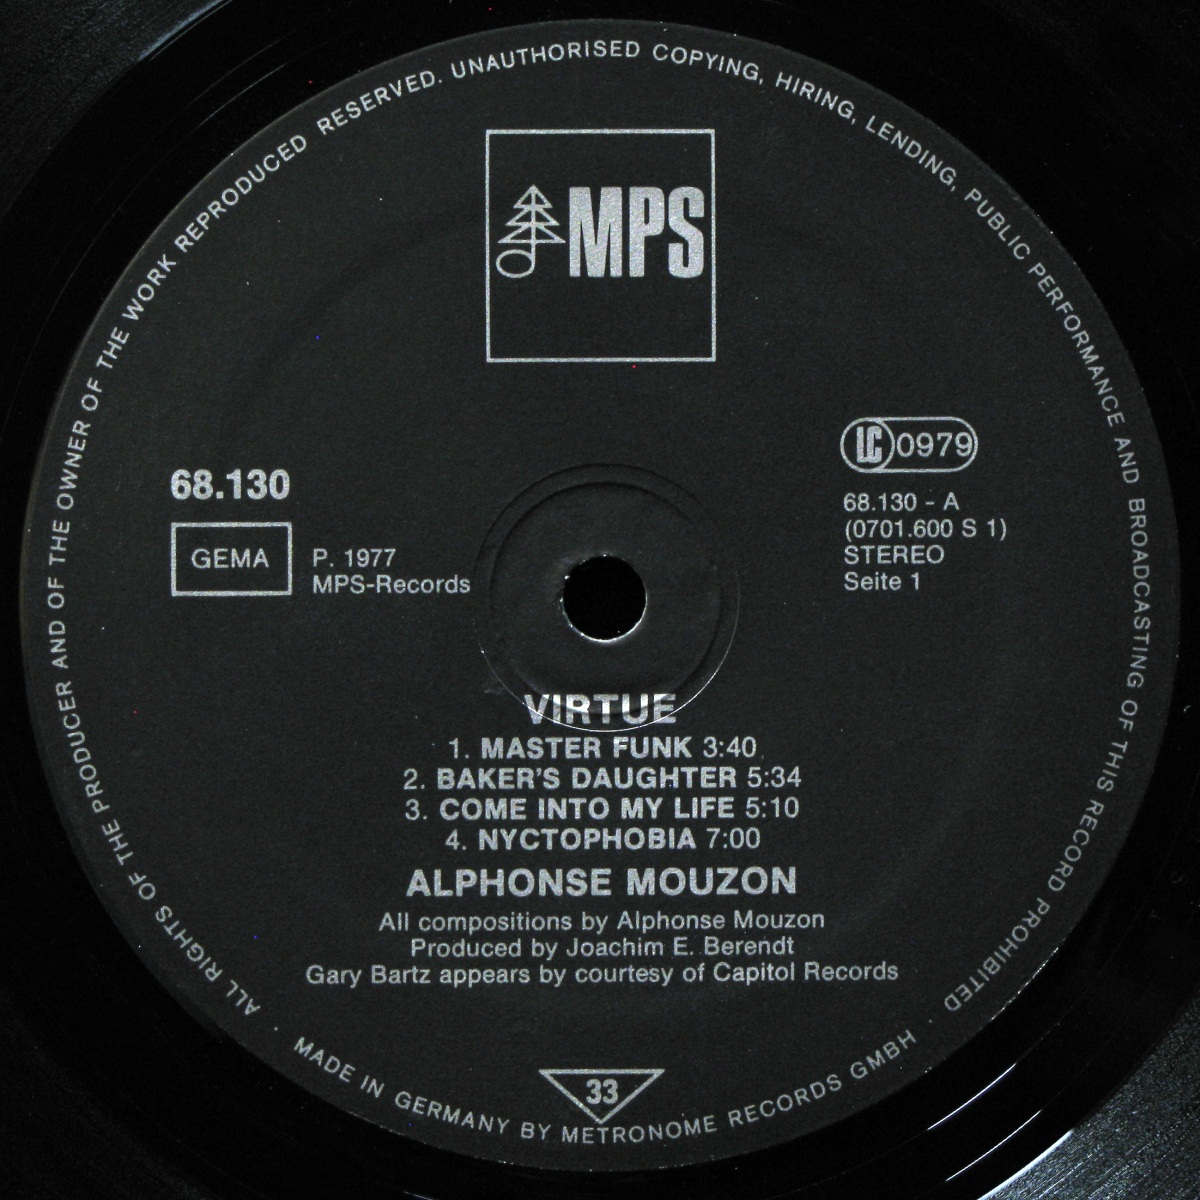 ALL RIGHTS OF THE PRODUCER AND OF THE OWNER OF THE WORK REPRODUCED RESERVED. UNAUTHORISED COPYING, HIRING, LENDING, PUBLIC PERFORMANCE AND BROADCASTING OF THIS RECORD PROHIBITED
MPS
LC 0979
68.130
GEMA
P. 1977
MPS-Records
68.130 - A
(0701.600 S 1)
STEREO
Seite 1
VIRTUE
1. MASTER FUNK 3:40
2. BAKER'S DAUGHTER 5:34
3. COME INTO MY LIFE 5:10
4. NYCTOPHOBIA 7:00
ALPHONSE MOUZON
All compositions by Alphonse Mouzon
Produced by Joachim E. Berendt
Gary Bartz appears by courtesy of Capitol Records
33
· MADE IN GERMANY BY METRONOME RECORDS GMBH ·